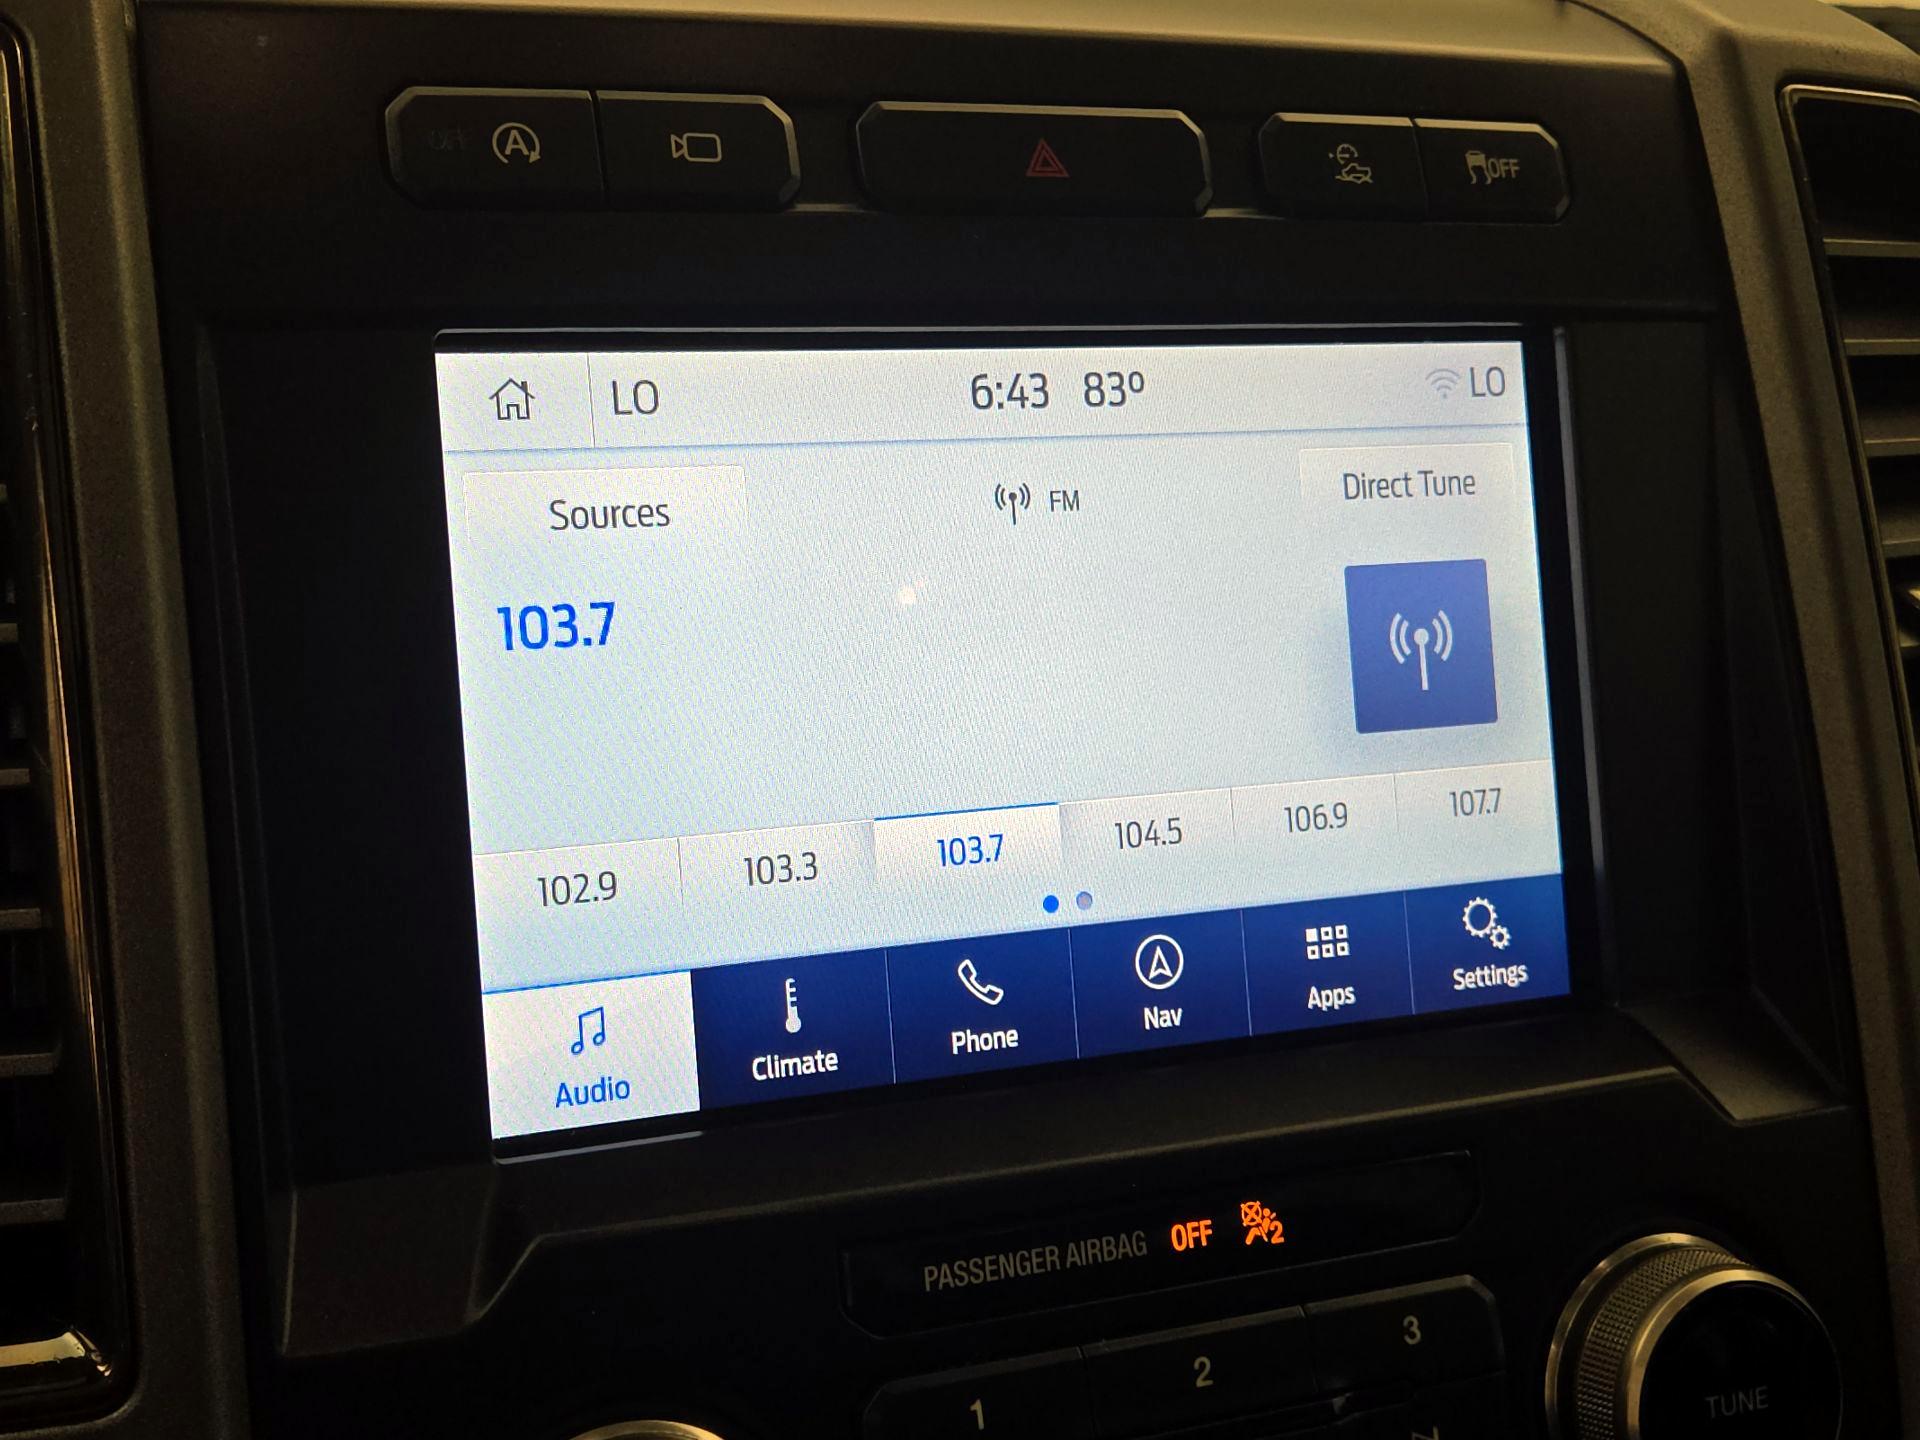 OFF A
OFF
LO 6:43 83° LO
Sources FM Direct Tune
103.7
102.9 103.3 103.7 104.5 106.9 107.7
Audio Climate Phone Nav Apps Settings
PASSENGER AIRBAG OFF 2
1 2 3
TUNE